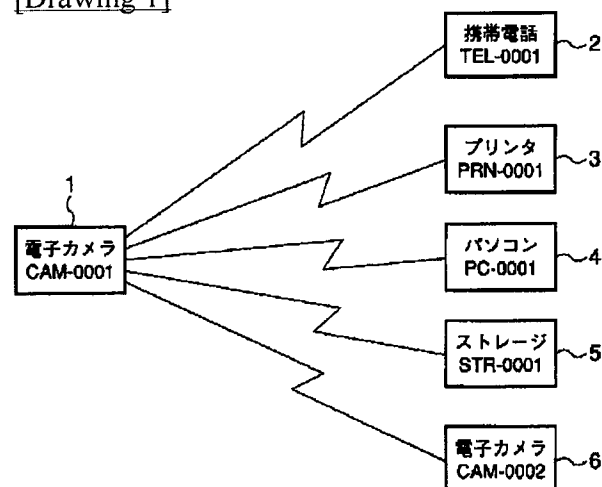 [Drawing 1]
携帯電話
TEL-0001
2
プリンタ
PRN-0001
3
1
電子カメラ
CAM-0001
パソコン
PC-0001
4
ストレージ
STR-0001
5
電子カメラ
CAM-0002
6